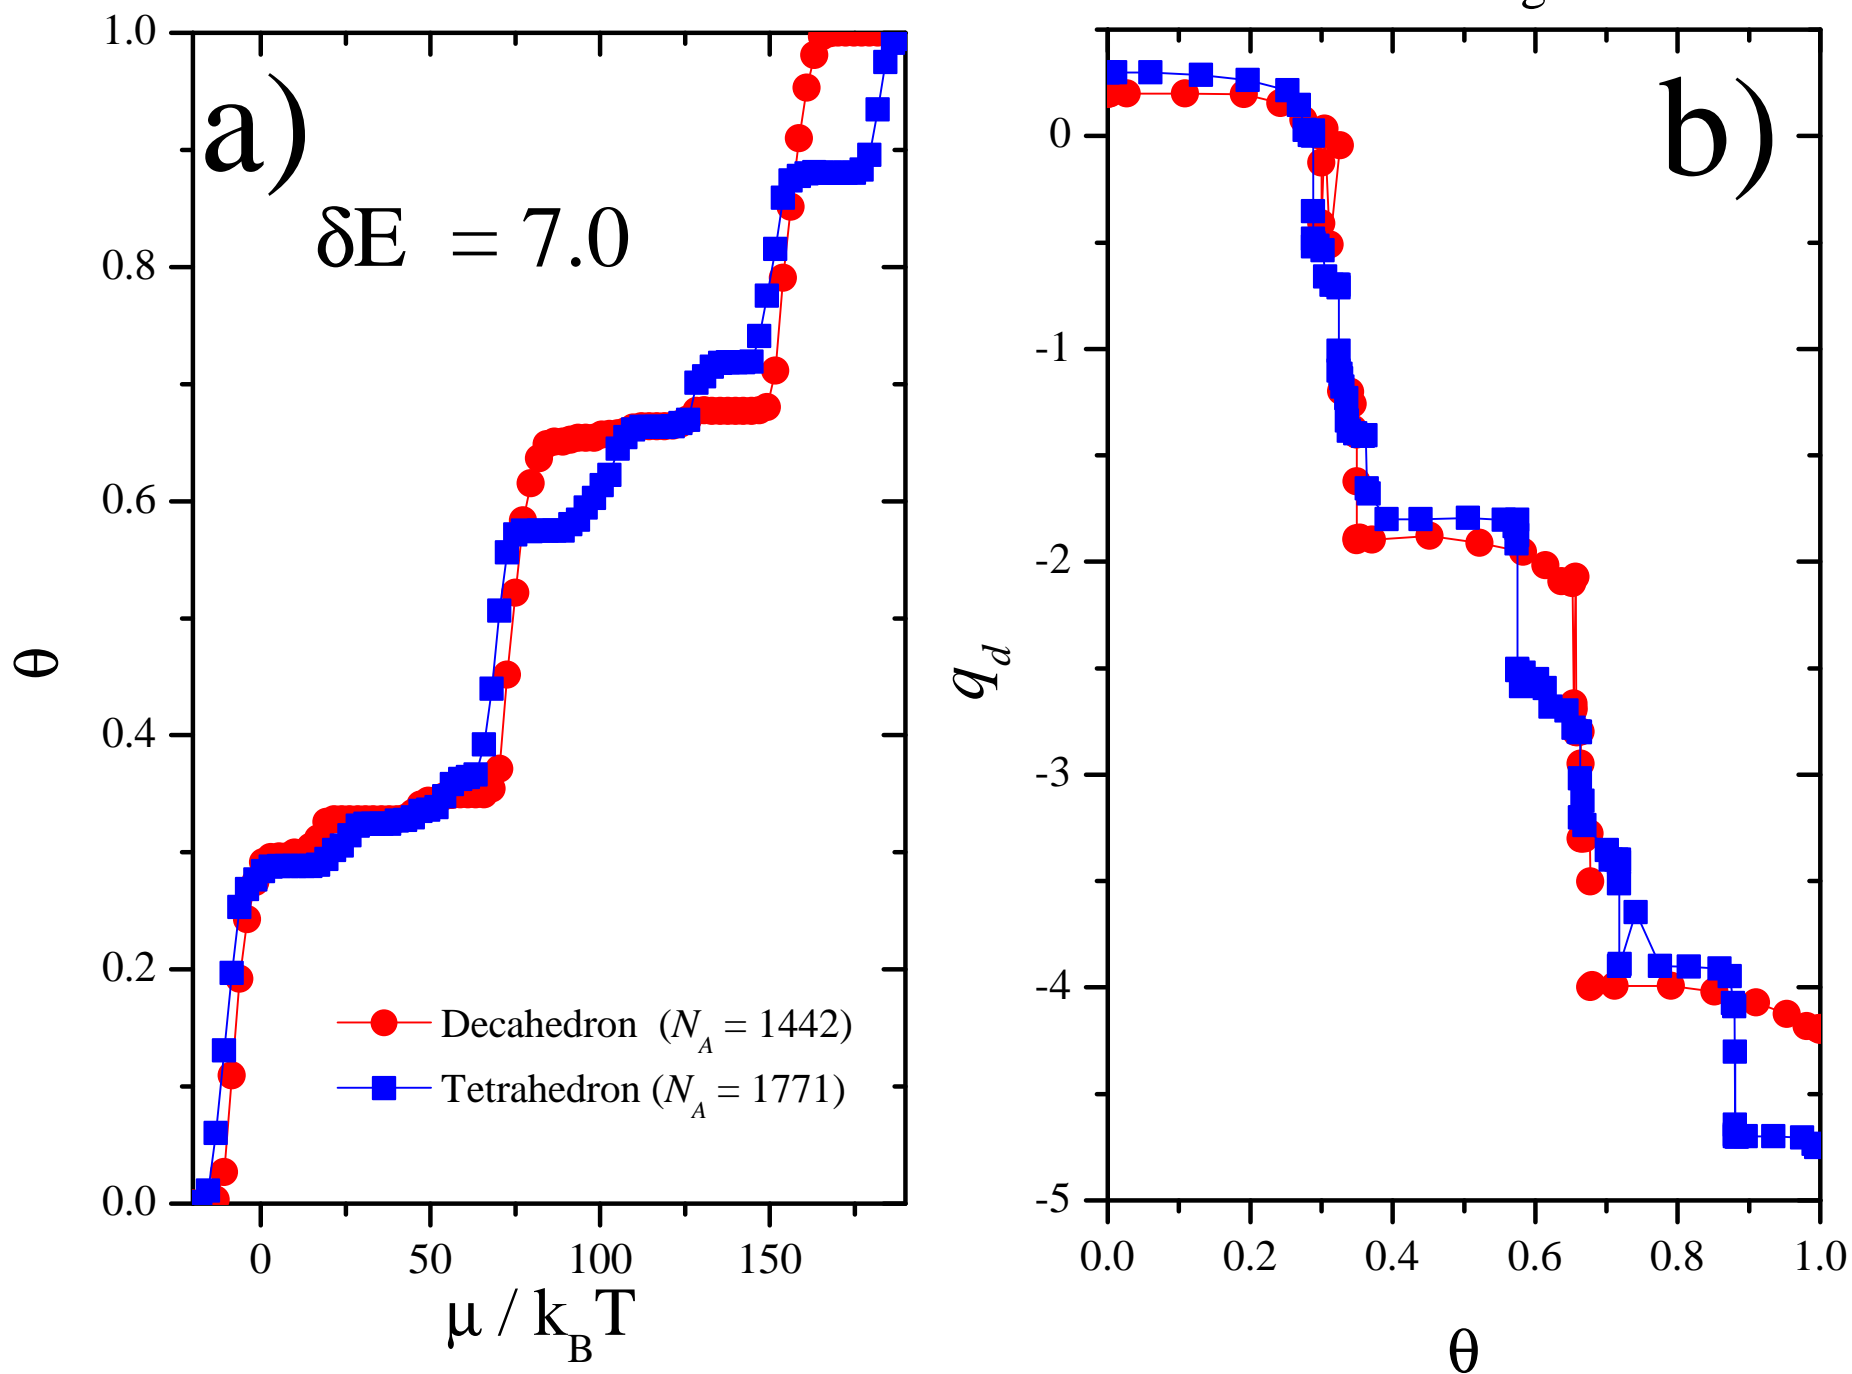 g
1.0
0.8
0.6
0.4
0.2
0.0
θ
a)
δE = 7.0
Decahedron (N_A = 1442)
Tetrahedron (N_A = 1771)
0 50 100 150
μ / k_BT
b)
0
-1
-2
-3
-4
-5
q_d
0.0 0.2 0.4 0.6 0.8 1.0
θ